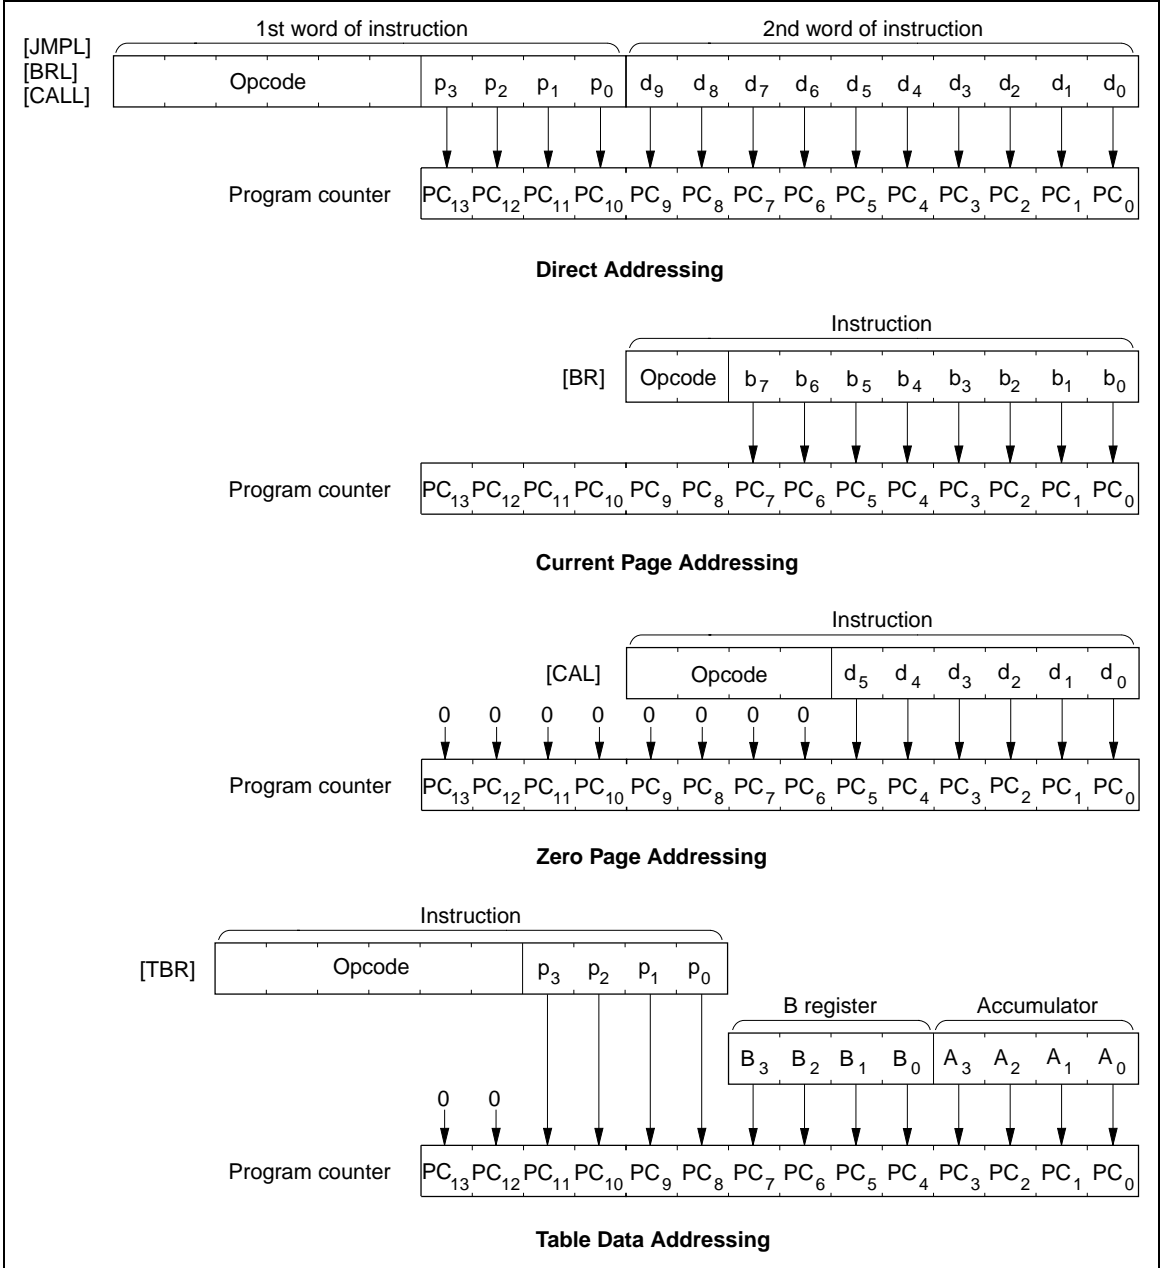 1st word of instruction 2nd word of instruction
[JMPL]
[BRL]
[CALL]
Opcode p3 p2 p1 p0 d9 d8 d7 d6 d5 d4 d3 d2 d1 d0
Program counter PC13 PC12 PC11 PC10 PC9 PC8 PC7 PC6 PC5 PC4 PC3 PC2 PC1 PC0
Direct Addressing
Instruction
[BR] Opcode b7 b6 b5 b4 b3 b2 b1 b0
Program counter PC13 PC12 PC11 PC10 PC9 PC8 PC7 PC6 PC5 PC4 PC3 PC2 PC1 PC0
Current Page Addressing
Instruction
[CAL] Opcode d5 d4 d3 d2 d1 d0
0 0 0 0 0 0 0 0
Program counter PC13 PC12 PC11 PC10 PC9 PC8 PC7 PC6 PC5 PC4 PC3 PC2 PC1 PC0
Zero Page Addressing
Instruction
[TBR] Opcode p3 p2 p1 p0
B register Accumulator
B3 B2 B1 B0 A3 A2 A1 A0
0 0
Program counter PC13 PC12 PC11 PC10 PC9 PC8 PC7 PC6 PC5 PC4 PC3 PC2 PC1 PC0
Table Data Addressing